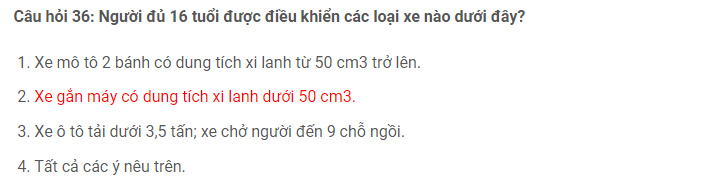 Câu hỏi 36: Người đủ 16 tuổi được điều khiển các loại xe nào dưới đây?
1. Xe mô tô 2 bánh có dung tích xi lanh từ 50 cm3 trở lên.
2. Xe gắn máy có dung tích xi lanh dưới 50 cm3.
3. Xe ô tô tải dưới 3,5 tấn; xe chở người đến 9 chỗ ngồi.
4. Tất cả các ý nêu trên.